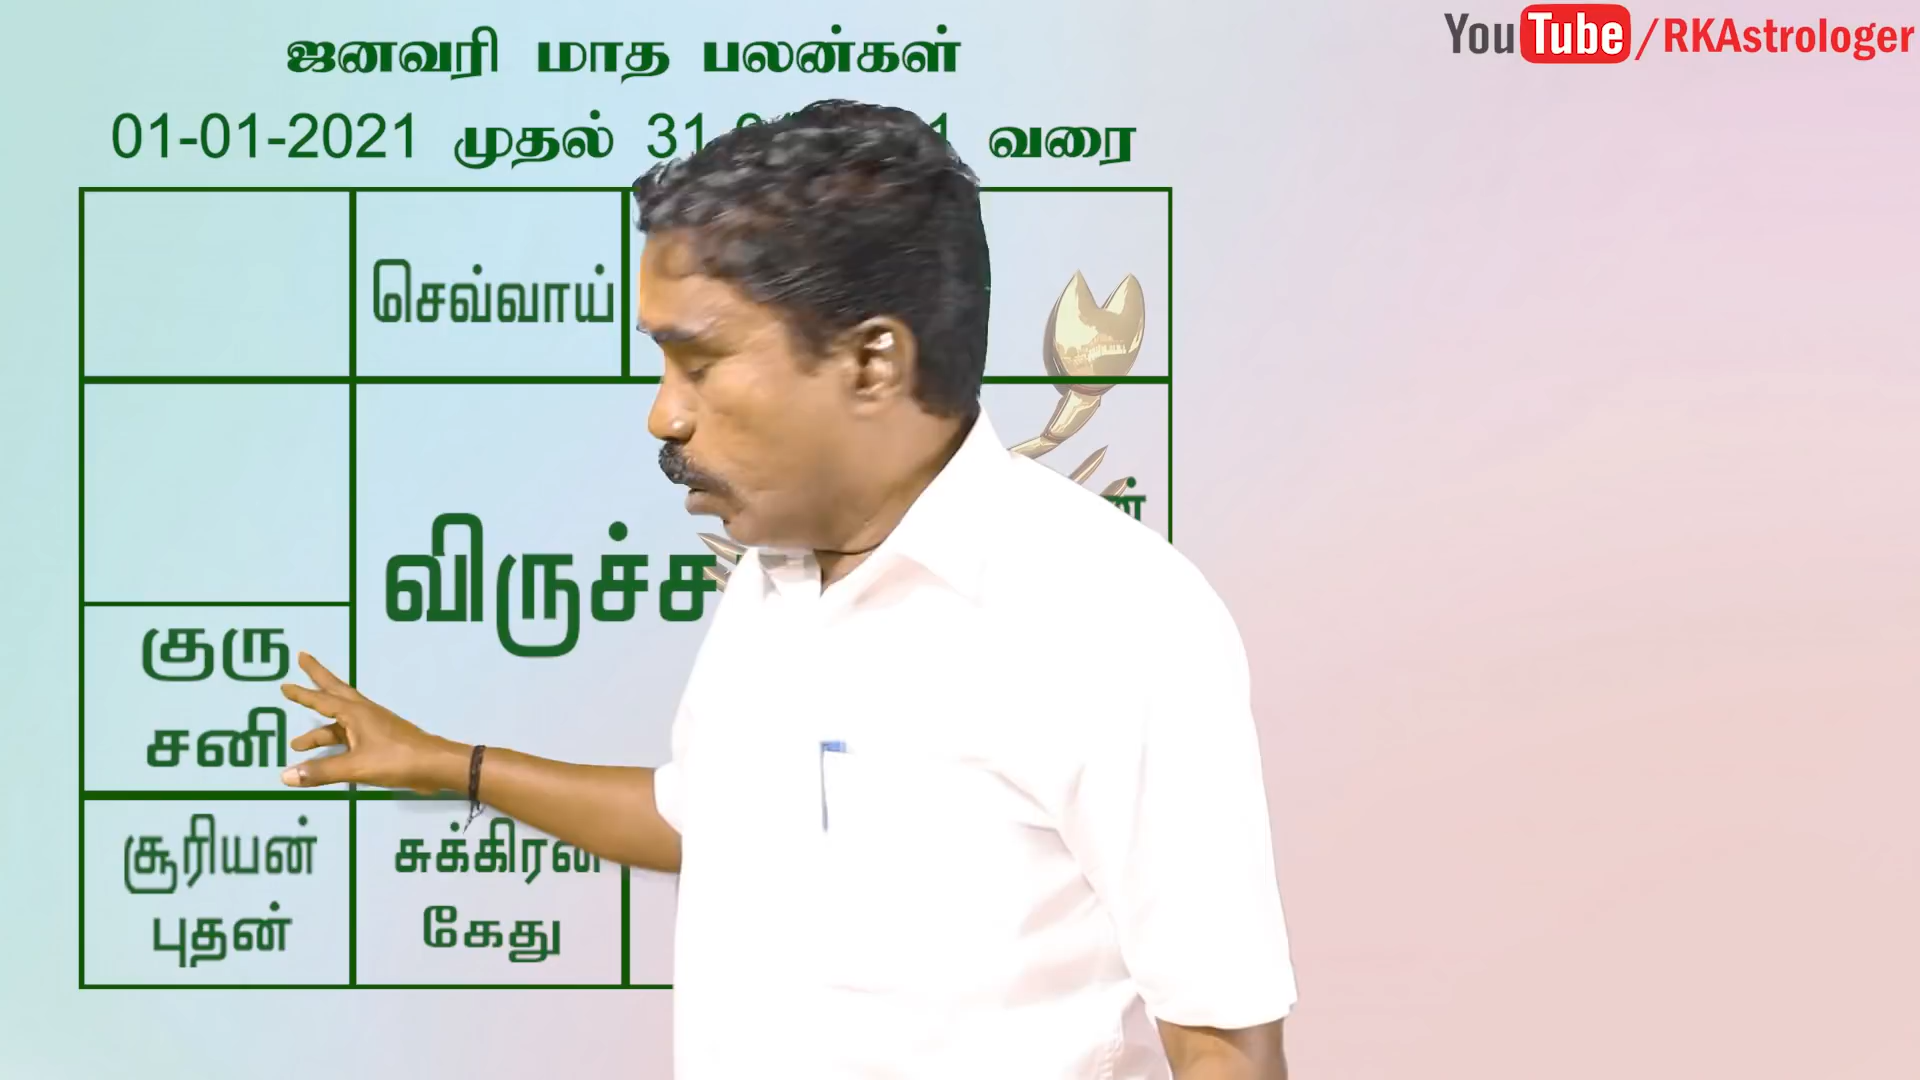 YouTube/RKAstrologer
ஜனவரி மாத பலன்கள்
01-01-2021 முதல் 31 வரை
செவ்வாய்
குரு
சனி
சூரியன்
புதன்
சுக்கிரன்
கேது